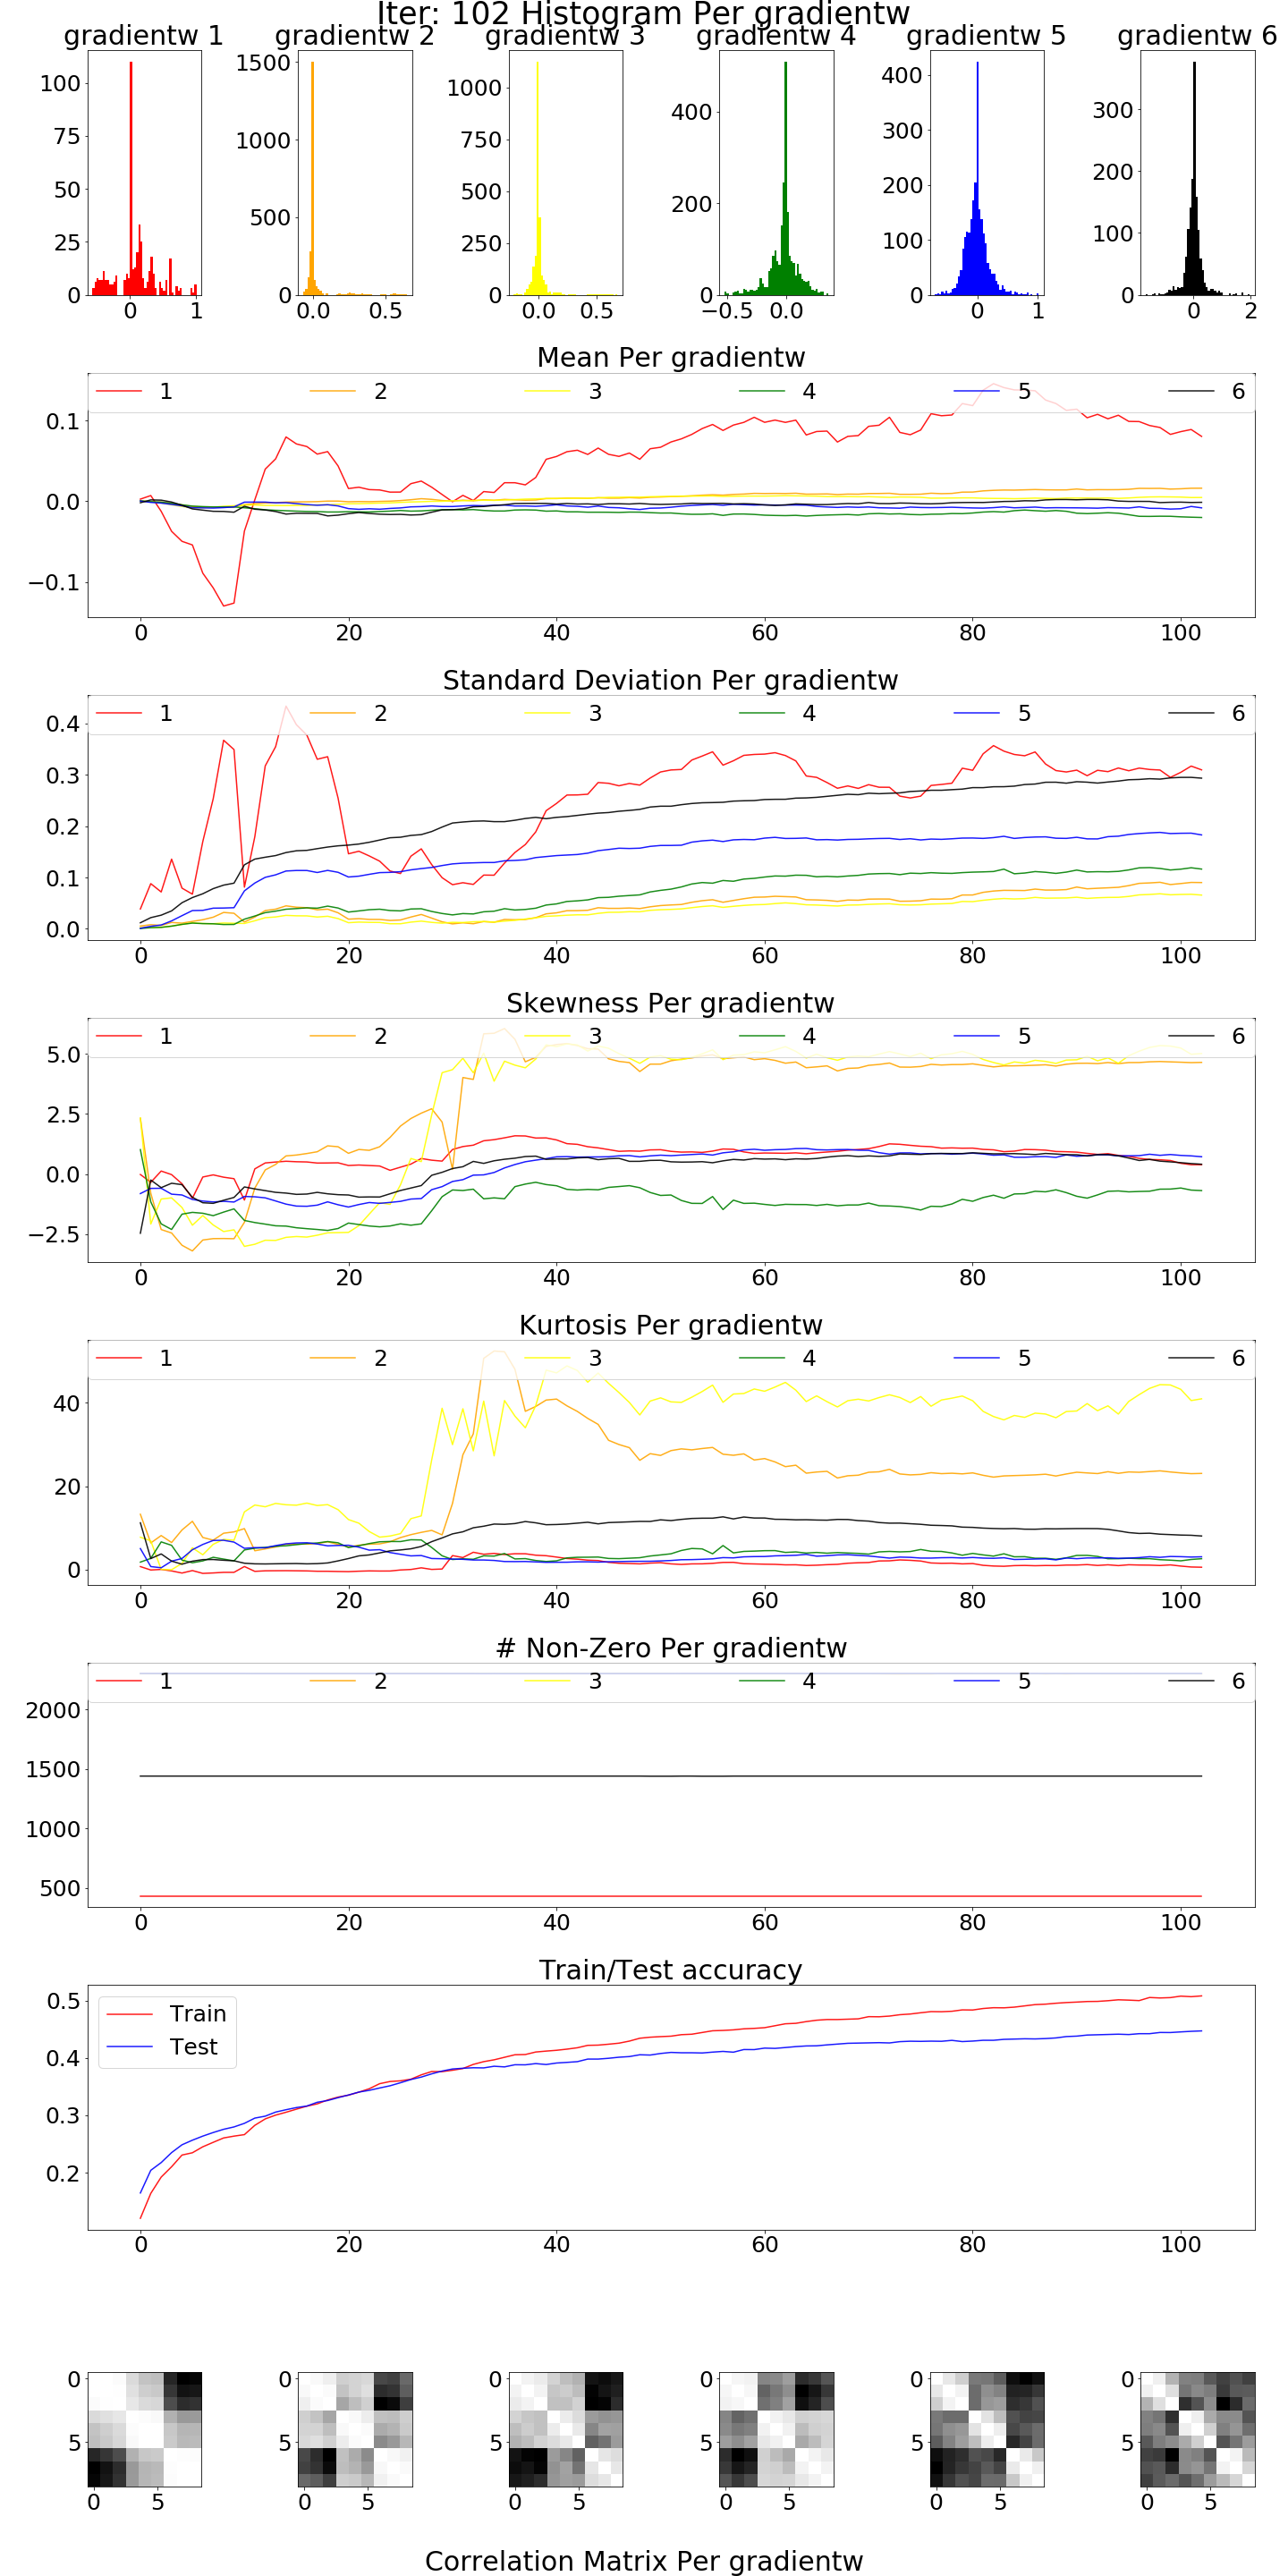 Iter: 102 Histogram Per gradientw
gradientw 1 gradientw 2 gradientw 3 gradientw 4 gradientw 5 gradientw 6
100
75
50
25
0
0 1
1500
1000
500
0
0.0 0.5
1000
750
500
250
0
0.0 0.5
400
200
0
−0.5 0.0
400
300
200
100
0
0 1
300
200
100
0
0 2
Mean Per gradientw
1 2 3 4 5 6
0.1
0.0
−0.1
0 20 40 60 80 100
Standard Deviation Per gradientw
1 2 3 4 5 6
0.4
0.3
0.2
0.1
0.0
0 20 40 60 80 100
Skewness Per gradientw
1 2 3 4 5 6
5.0
2.5
0.0
−2.5
0 20 40 60 80 100
Kurtosis Per gradientw
1 2 3 4 5 6
40
20
0
0 20 40 60 80 100
# Non-Zero Per gradientw
1 2 3 4 5 6
2000
1500
1000
500
0 20 40 60 80 100
Train/Test accuracy
Train
Test
0.5
0.4
0.3
0.2
0 20 40 60 80 100
0 0 0 0 0 0
5 5 5 5 5 5
0 5 0 5 0 5 0 5 0 5 0 5
Correlation Matrix Per gradientw